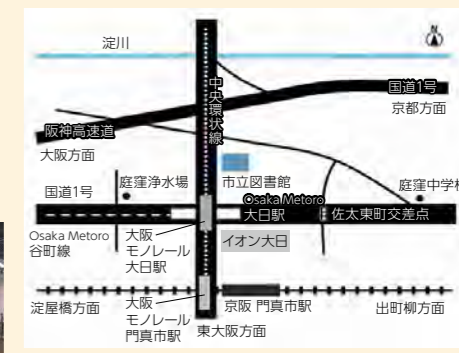 淀川
国道1号
京都方面
中央環状線
阪神高速道
大阪方面
市立図書館
庭窪浄水場
国道1号
庭窪中学校
Osaka Metoro
大日駅
佐太東町交差点
Osaka Metoro
谷町線
大阪
モノレール
大日駅
イオン大日
大阪
モノレール
門真市駅
京阪 門真市駅
淀屋橋方面
出町柳方面
東大阪方面